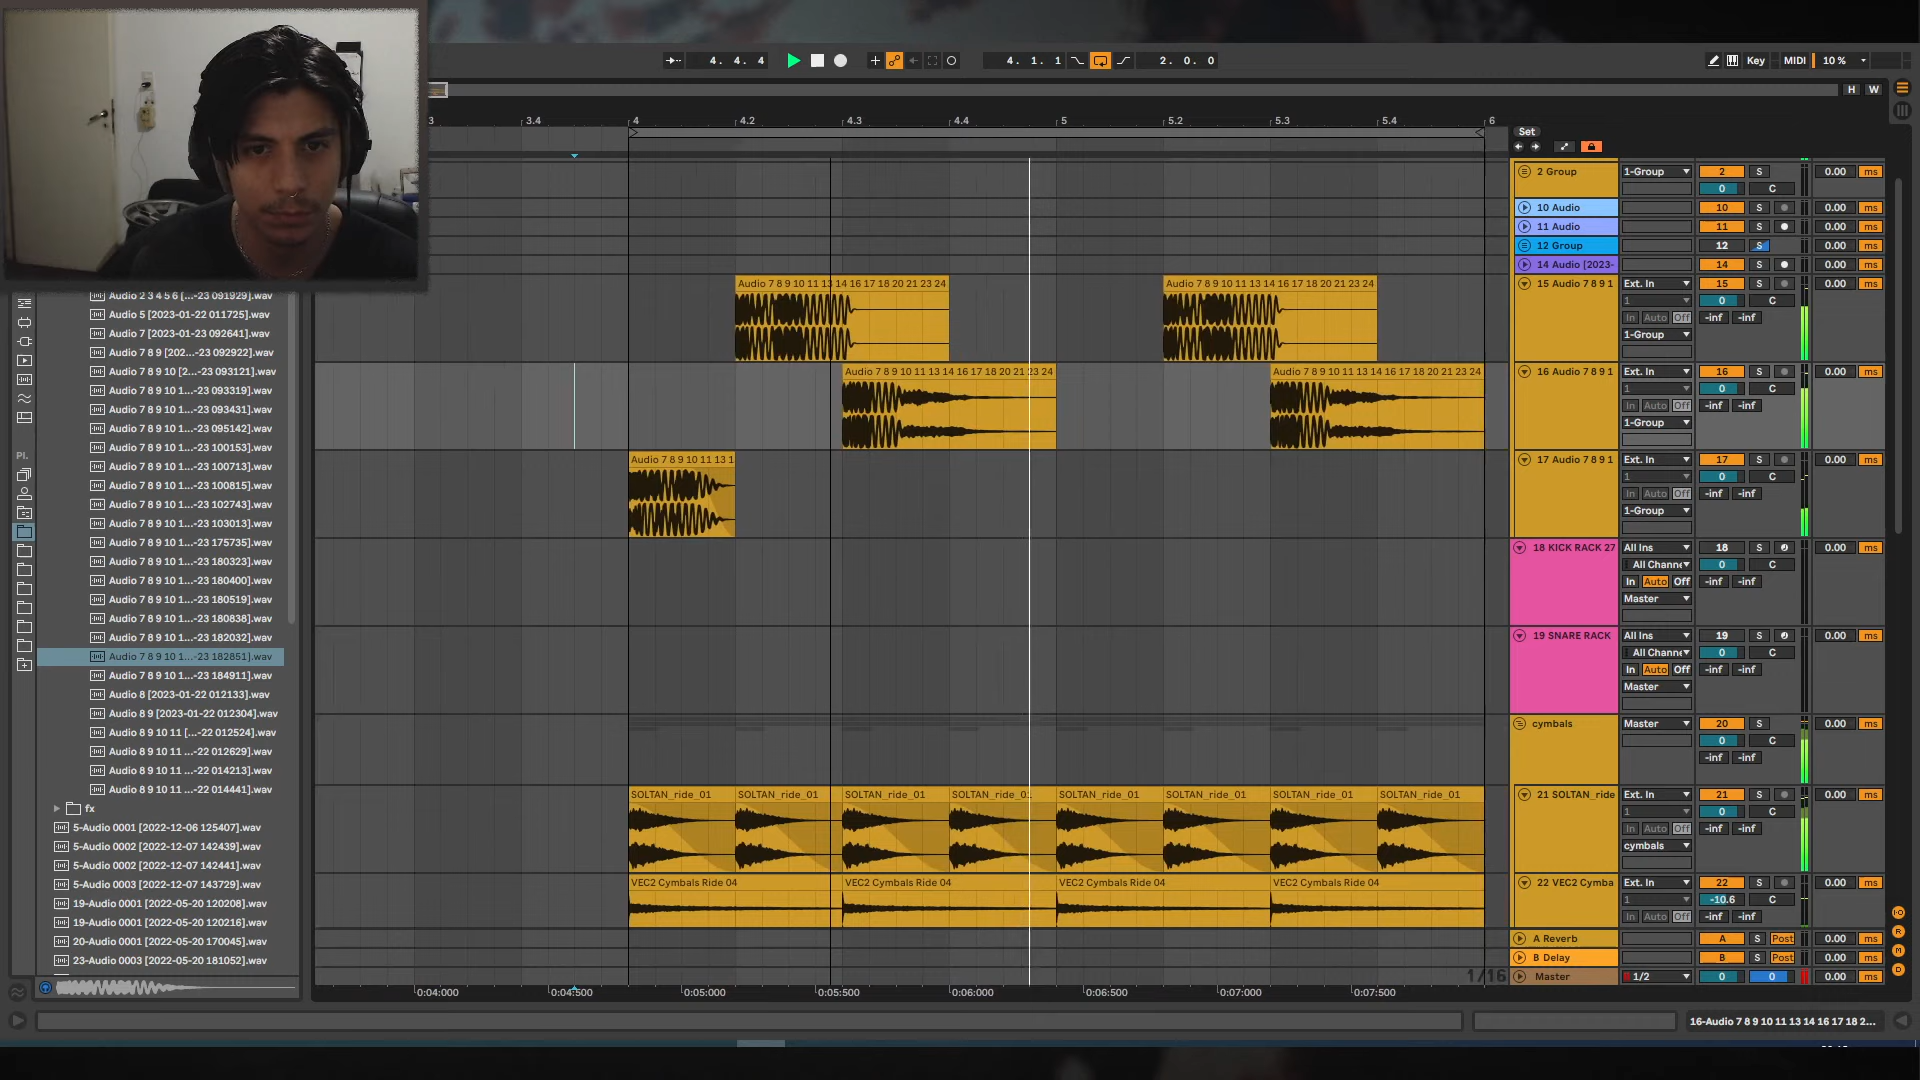 4. 4. 4
4. 1. 1
2. 0. 0
Key
MIDI
10 %
H W
3
3.4
4
4.2
4.3
4.4
5
5.2
5.3
5.4
6
Set
2 Group 1-Group 2 S 0.00 ms
0 C
10 Audio 10 S 0.00 ms
11 Audio 11 S 0.00 ms
12 Group 12 S 0.00 ms
14 Audio [2023- 14 S 0.00 ms
15 Audio 7 8 9 1 Ext. In 15 S 0.00 ms
1 0 C
In Auto Off -inf -inf
1-Group
16 Audio 7 8 9 1 Ext. In 16 S 0.00 ms
1 0 C
In Auto Off -inf -inf
1-Group
17 Audio 7 8 9 1 Ext. In 17 S 0.00 ms
1 0 C
In Auto Off -inf -inf
1-Group
18 KICK RACK 27 All Ins 18 S 0.00 ms
All Channe 0 C
In Auto Off -inf -inf
Master
19 SNARE RACK All Ins 19 S 0.00 ms
All Channe 0 C
In Auto Off -inf -inf
Master
cymbals Master 20 S 0.00 ms
0 C
-inf -inf
21 SOLTAN_ride Ext. In 21 S 0.00 ms
1 0 C
In Auto Off -inf -inf
cymbals
22 VEC2 Cymba Ext. In 22 S 0.00 ms
1 -10.6 C
In Auto Off -inf -inf
A Reverb A S Post 0.00 ms
B Delay B S Post 0.00 ms
Master 1/2 0 0 0.00 ms
Audio 7 8 9 10 11 13 14 16 17 18 20 21 23 24
Audio 7 8 9 10 11 13 14 16 17 18 20 21 23 24
Audio 7 8 9 10 11 13 14 16 17 18 20 21 23 24
Audio 7 8 9 10 11 13 14 16 17 18 20 21 23 24
Audio 7 8 9 10 11 13 1
SOLTAN_ride_01
SOLTAN_ride_01
SOLTAN_ride_01
SOLTAN_ride_01
SOLTAN_ride_01
SOLTAN_ride_01
SOLTAN_ride_01
SOLTAN_ride_01
VEC2 Cymbals Ride 04
VEC2 Cymbals Ride 04
VEC2 Cymbals Ride 04
VEC2 Cymbals Ride 04
1/16
0:04:000
0:04:500
0:05:000
0:05:500
0:06:000
0:06:500
0:07:000
0:07:500
Pl.
Audio 2 3 4 5 6 [...-23 091929].wav
Audio 5 [2023-01-22 011725].wav
Audio 7 [2023-01-23 092641].wav
Audio 7 8 9 [202...-23 092922].wav
Audio 7 8 9 10 [2...-23 093121].wav
Audio 7 8 9 10 1...-23 093319].wav
Audio 7 8 9 10 1...-23 093431].wav
Audio 7 8 9 10 1...-23 095142].wav
Audio 7 8 9 10 1...-23 100153].wav
Audio 7 8 9 10 1...-23 100713].wav
Audio 7 8 9 10 1...-23 100815].wav
Audio 7 8 9 10 1...-23 102743].wav
Audio 7 8 9 10 1...-23 103013].wav
Audio 7 8 9 10 1...-23 175735].wav
Audio 7 8 9 10 1...-23 180323].wav
Audio 7 8 9 10 1...-23 180400].wav
Audio 7 8 9 10 1...-23 180519].wav
Audio 7 8 9 10 1...-23 180838].wav
Audio 7 8 9 10 1...-23 182032].wav
Audio 7 8 9 10 1...-23 182851].wav
Audio 7 8 9 10 1...-23 184911].wav
Audio 8 [2023-01-22 012133].wav
Audio 8 9 [2023-01-22 012304].wav
Audio 8 9 10 11 [...-22 012524].wav
Audio 8 9 10 11 ...-22 012629].wav
Audio 8 9 10 11 ...-22 014213].wav
Audio 8 9 10 11 ...-22 014441].wav
fx
5-Audio 0001 [2022-12-06 125407].wav
5-Audio 0002 [2022-12-07 142439].wav
5-Audio 0002 [2022-12-07 142441].wav
5-Audio 0003 [2022-12-07 143729].wav
19-Audio 0001 [2022-05-20 120208].wav
19-Audio 0001 [2022-05-20 120216].wav
20-Audio 0001 [2022-05-20 170045].wav
23-Audio 0003 [2022-05-20 181052].wav
16-Audio 7 8 9 10 11 13 14 16 17 18 2...